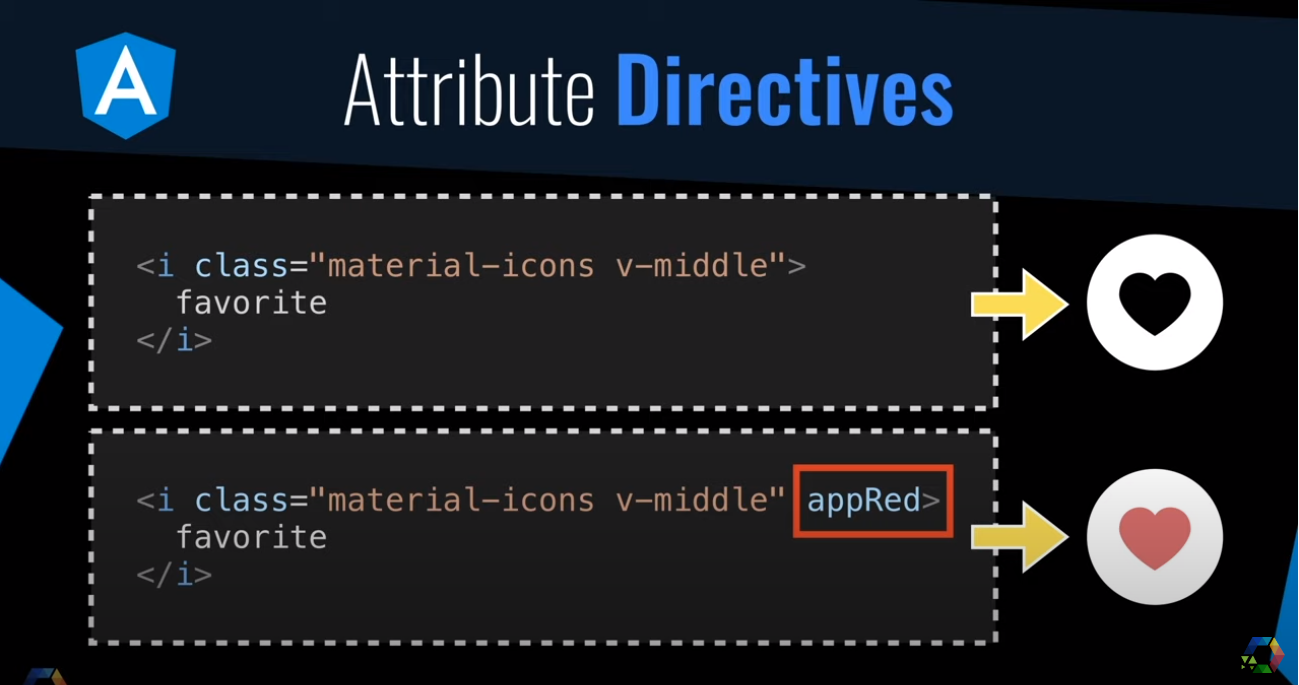 A
Attribute Directives
<i class="material-icons v-middle">
favorite
</i>
<i class="material-icons v-middle" appRed>
favorite
</i>